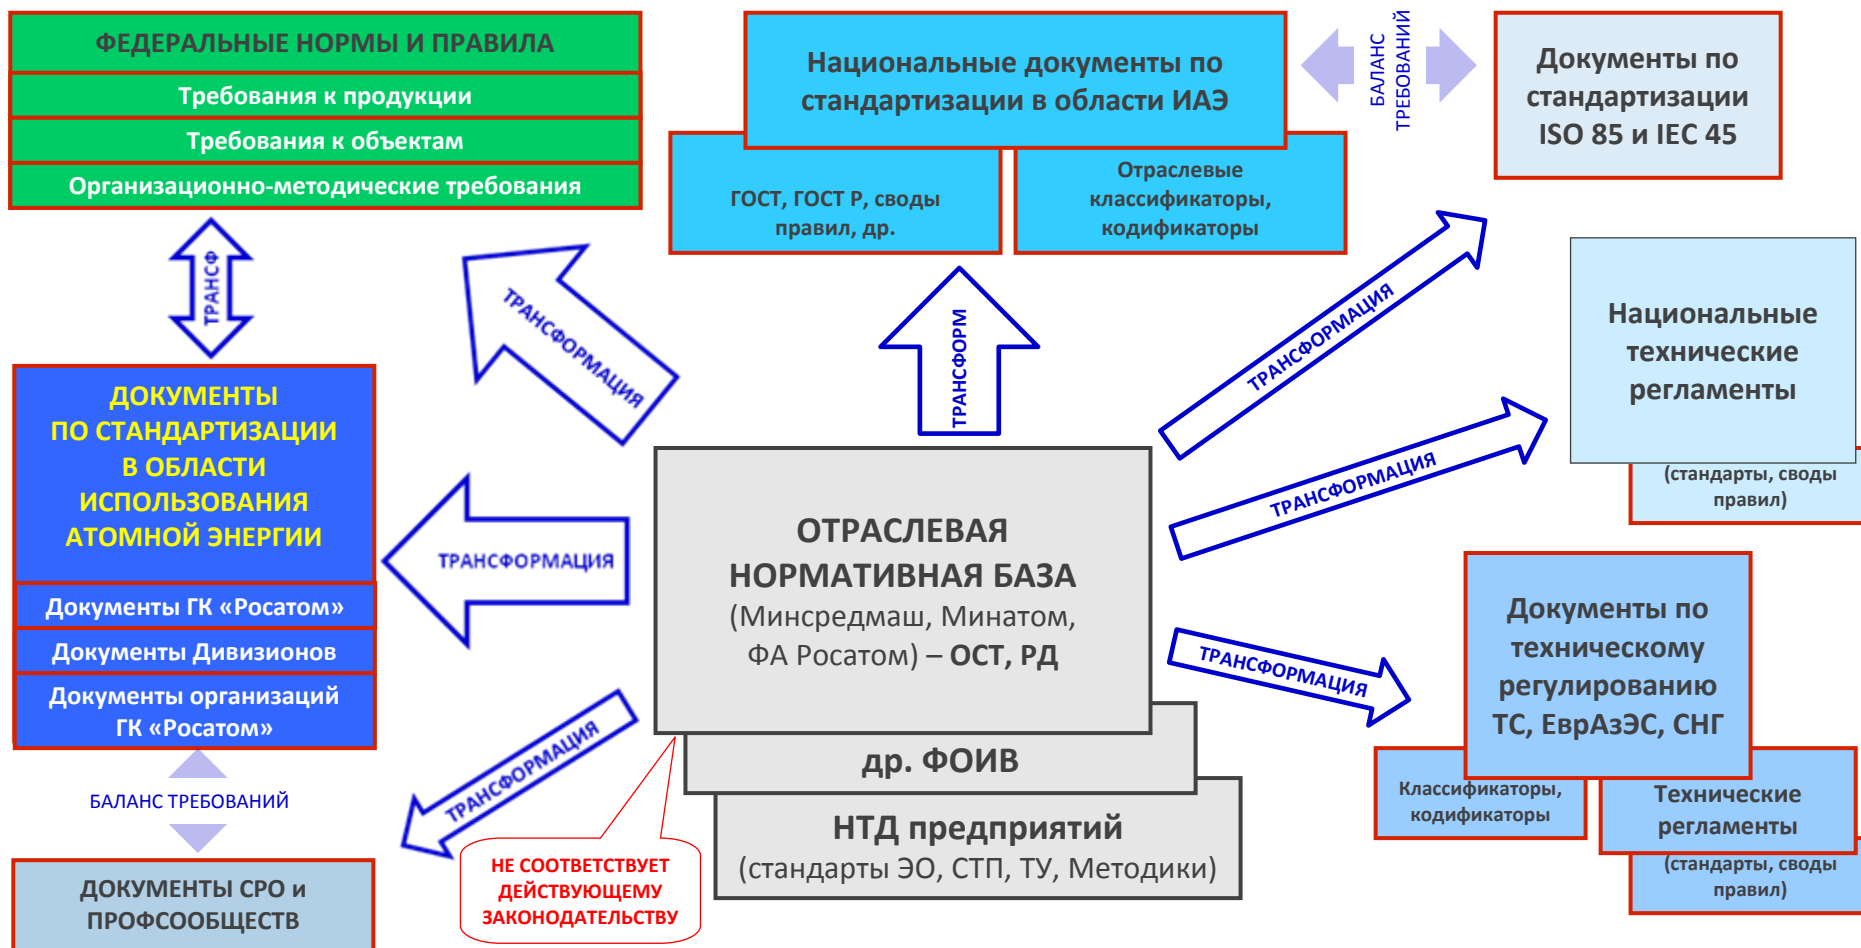 ФЕДЕРАЛЬНЫЕ НОРМЫ И ПРАВИЛА
Требования к продукции
Требования к объектам
Организационно-методические требования
Национальные документы по
стандартизации в области ИАЭ
ГОСТ, ГОСТ Р, своды
правил, др.
Отраслевые
классификаторы,
кодификаторы
БАЛАНС
ТРЕБОВАНИЙ
Документы по
стандартизации
ISO 85 и IEC 45
ТРАНСФ
ТРАНСФОРМАЦИЯ
ТРАНСФОРМ
ТРАНСФОРМАЦИЯ
Национальные
технические
регламенты
(стандарты, своды
правил)
ДОКУМЕНТЫ
ПО СТАНДАРТИЗАЦИИ
В ОБЛАСТИ
ИСПОЛЬЗОВАНИЯ
АТОМНОЙ ЭНЕРГИИ
Документы ГК «Росатом»
Документы Дивизионов
Документы организаций
ГК «Росатом»
ТРАНСФОРМАЦИЯ
ТРАНСФОРМАЦИЯ
ОТРАСЛЕВАЯ
НОРМАТИВНАЯ БАЗА
(Минсредмаш, Минатом,
ФА Росатом) – ОСТ, РД
др. ФОИВ
НТД предприятий
(стандарты ЭО, СТП, ТУ, Методики)
ТРАНСФОРМАЦИЯ
Документы по
техническому
регулированию
ТС, ЕврАзЭС, СНГ
Классификаторы,
кодификаторы
Технические
регламенты
(стандарты, своды
правил)
БАЛАНС ТРЕБОВАНИЙ
ТРАНСФОРМАЦИЯ
НЕ СООТВЕТСТВУЕТ
ДЕЙСТВУЮЩЕМУ
ЗАКОНОДАТЕЛЬСТВУ
ДОКУМЕНТЫ СРО и
ПРОФСООБЩЕСТВ